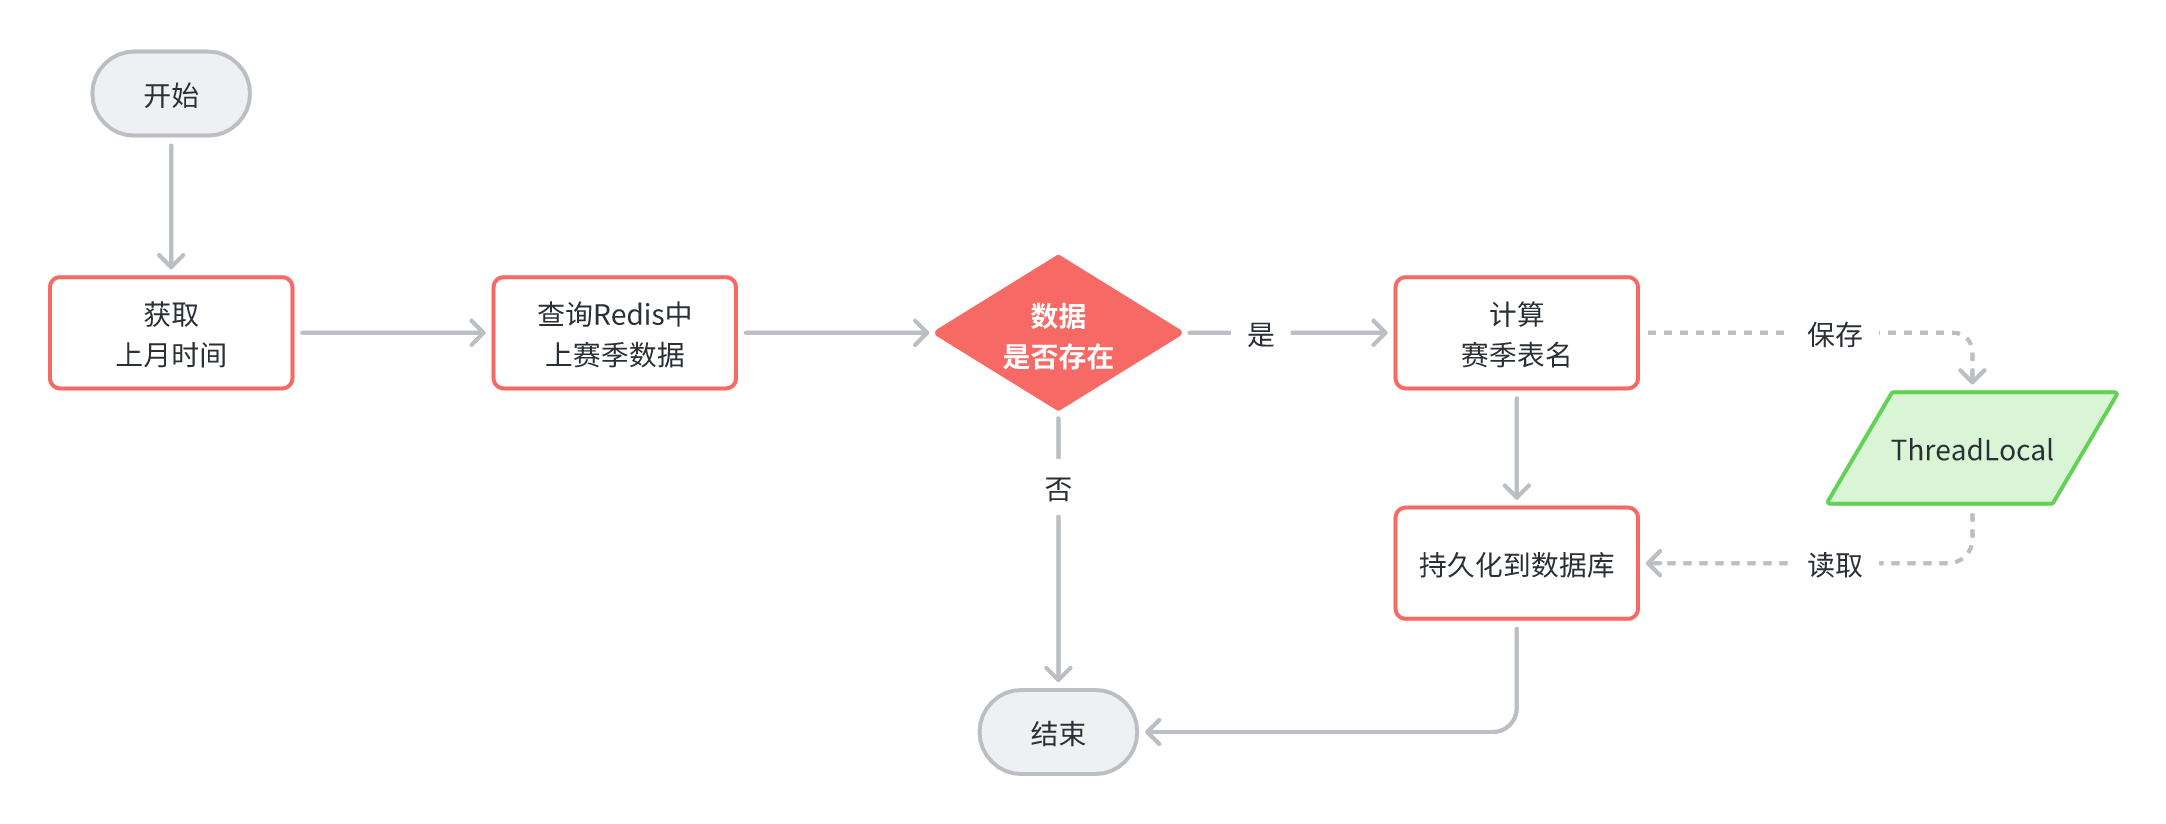 开始
获取
上月时间
查询Redis中
上赛季数据
数据
是否存在
是
计算
赛季表名
保存
ThreadLocal
否
持久化到数据库
读取
结束